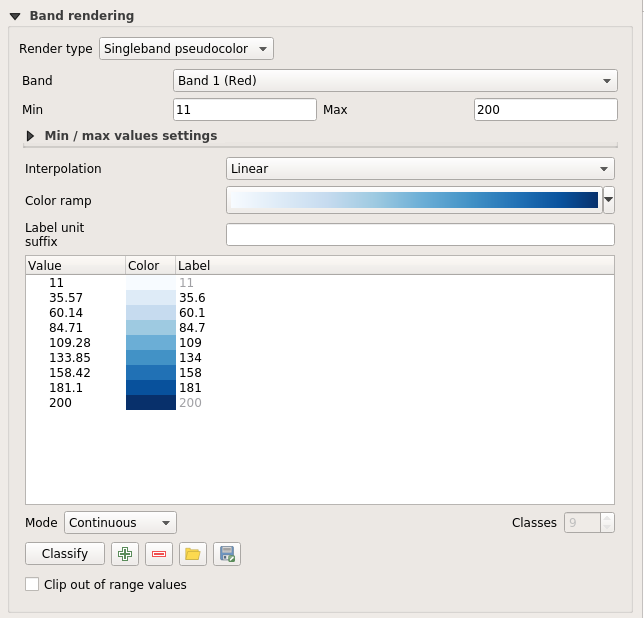 Band rendering
Render type Singleband pseudocolor
Band Band 1 (Red)
Min 11 Max 200
Min / max values settings
Interpolation Linear
Color ramp
Label unit
suffix
Value Color Label
11 11
35.57 35.6
60.14 60.1
84.71 84.7
109.28 109
133.85 134
158.42 158
181.1 181
200 200
Mode Continuous Classes 9
Classify
Clip out of range values